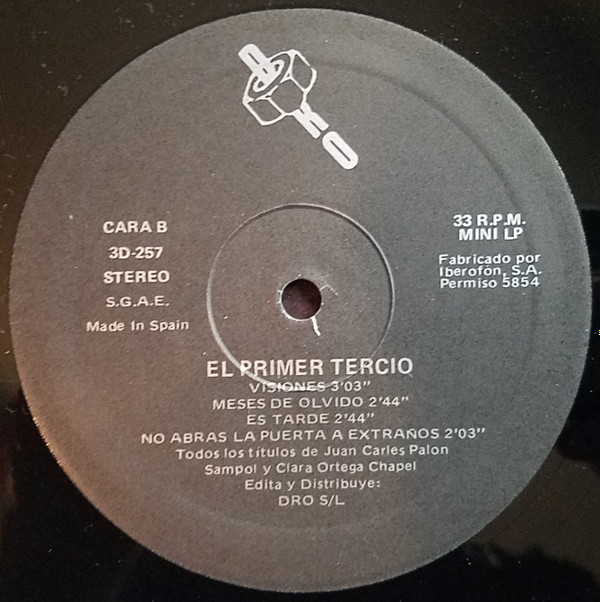 DRO
CARA B
3D-257
STEREO
S.G.A.E.
Made In Spain
33 R.P.M.
MINI LP
Fabricado por
Iberofón, S.A.
Permiso 5854
EL PRIMER TERCIO
VISIONES 3'03"
MESES DE OLVIDO 2'44"
ES TARDE 2'44"
NO ABRAS LA PUERTA A EXTRAÑOS 2'03"
Todos los títulos de Juan Carles Palon
Sampol y Clara Ortega Chapel
Edita y Distribuye:
DRO S/L